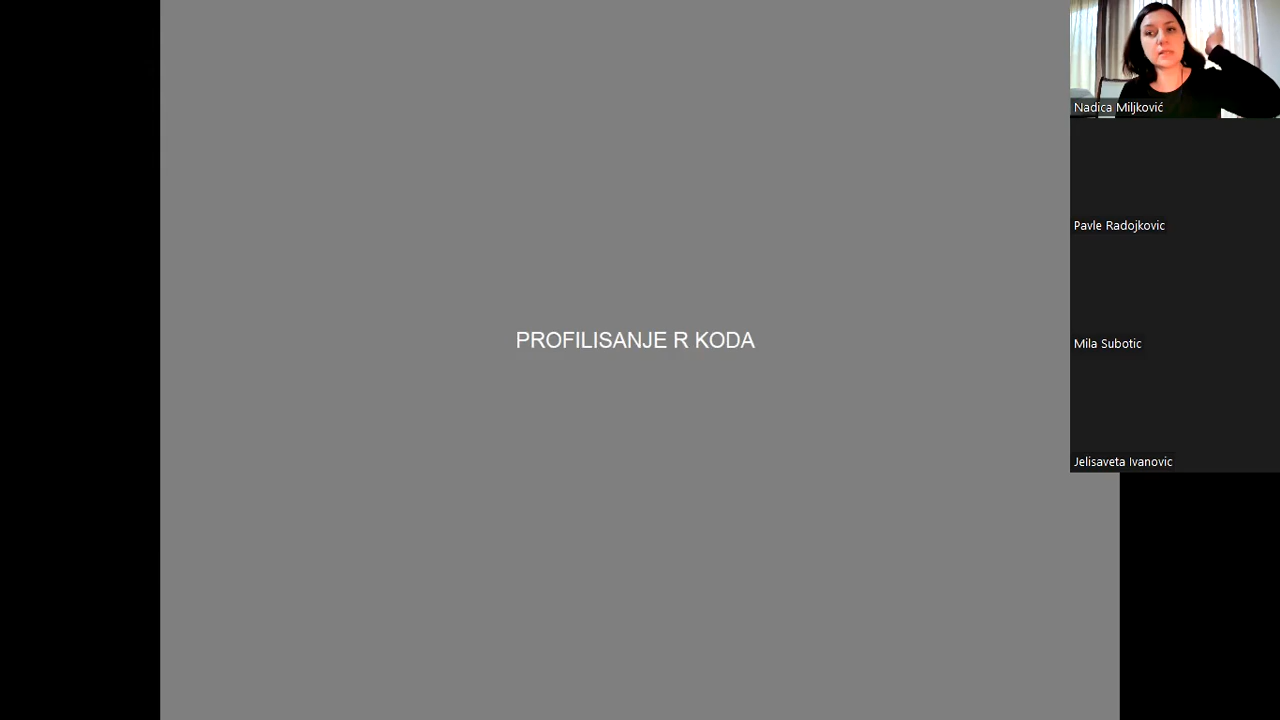 PROFILISANJE R KODA
Nadica Miljković
Pavle Radojkovic
Mila Subotic
Jelisaveta Ivanovic